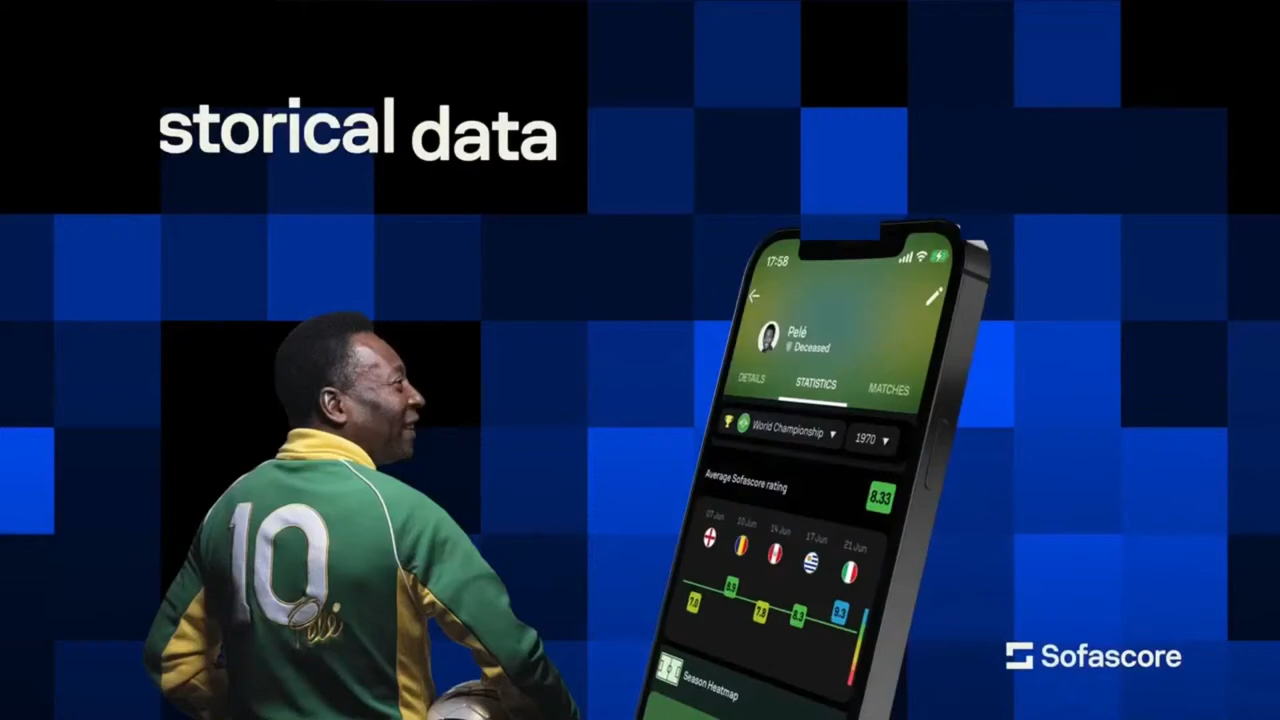 storical data
17:58
Pelé
Deceased
DETAILS STATISTICS MATCHES
World Championship 1970
Average Sofascore rating
8.33
07 Jun 10 Jun 14 Jun 17 Jun 21 Jun
7.8 8.9 7.8 8.3 9.3
Season Heatmap
10
Pelé
Sofascore